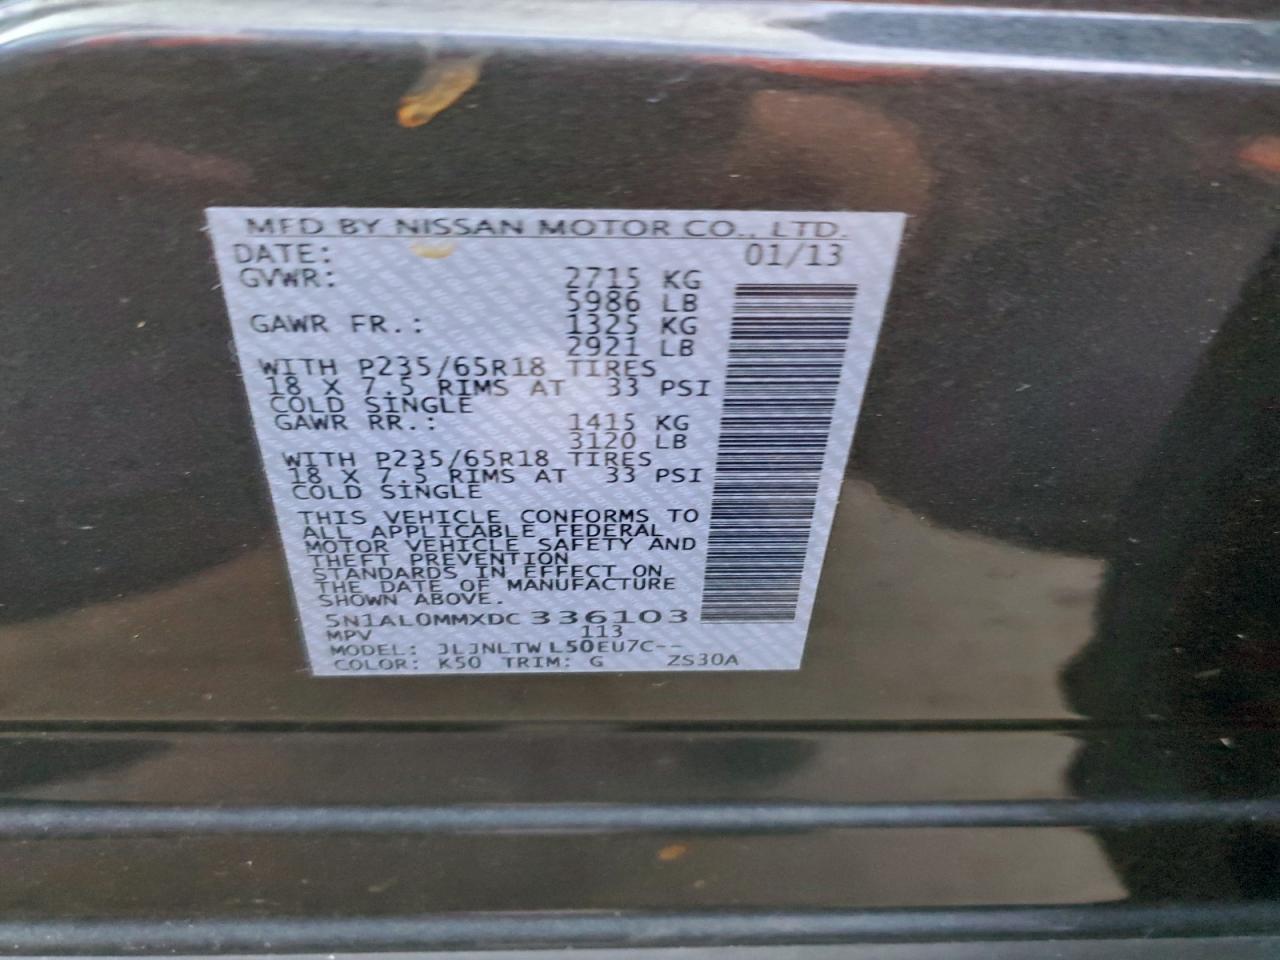 MFD BY NISSAN MOTOR CO., LTD.
DATE: 01/13
GVWR: 2715 KG
5986 LB
GAWR FR.: 1325 KG
2921 LB
WITH P235/65R18 TIRES
18 X 7.5 RIMS AT 33 PSI
COLD SINGLE
GAWR RR.: 1415 KG
3120 LB
WITH P235/65R18 TIRES
18 X 7.5 RIMS AT 33 PSI
COLD SINGLE
THIS VEHICLE CONFORMS TO
ALL APPLICABLE FEDERAL
MOTOR VEHICLE SAFETY AND
THEFT PREVENTION
STANDARDS IN EFFECT ON
THE DATE OF MANUFACTURE
SHOWN ABOVE.
5N1AL0MMXDC336103
MPV 113
MODEL: JLJNLTWL50EU7C--
COLOR: K50 TRIM: G ZS30A